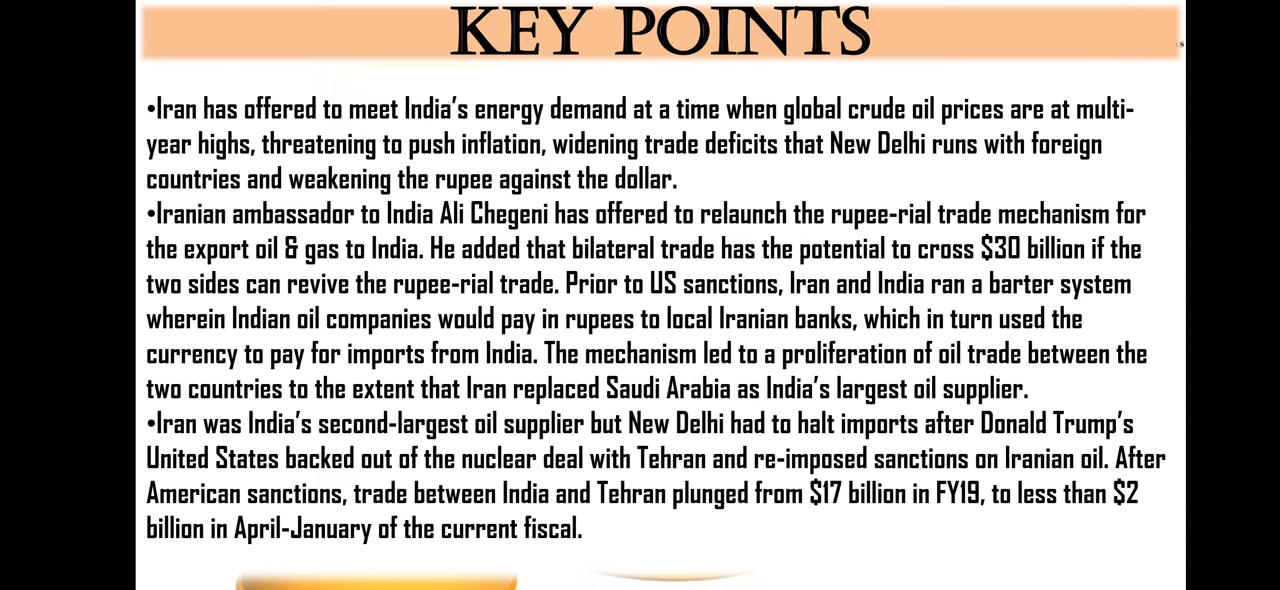 KEY POINTS
•Iran has offered to meet India's energy demand at a time when global crude oil prices are at multi-
year highs, threatening to push inflation, widening trade deficits that New Delhi runs with foreign
countries and weakening the rupee against the dollar.
•Iranian ambassador to India Ali Chegeni has offered to relaunch the rupee-rial trade mechanism for
the export oil & gas to India. He added that bilateral trade has the potential to cross $30 billion if the
two sides can revive the rupee-rial trade. Prior to US sanctions, Iran and India ran a barter system
wherein Indian oil companies would pay in rupees to local Iranian banks, which in turn used the
currency to pay for imports from India. The mechanism led to a proliferation of oil trade between the
two countries to the extent that Iran replaced Saudi Arabia as India's largest oil supplier.
•Iran was India's second-largest oil supplier but New Delhi had to halt imports after Donald Trump's
United States backed out of the nuclear deal with Tehran and re-imposed sanctions on Iranian oil. After
American sanctions, trade between India and Tehran plunged from $17 billion in FY19, to less than $2
billion in April-January of the current fiscal.